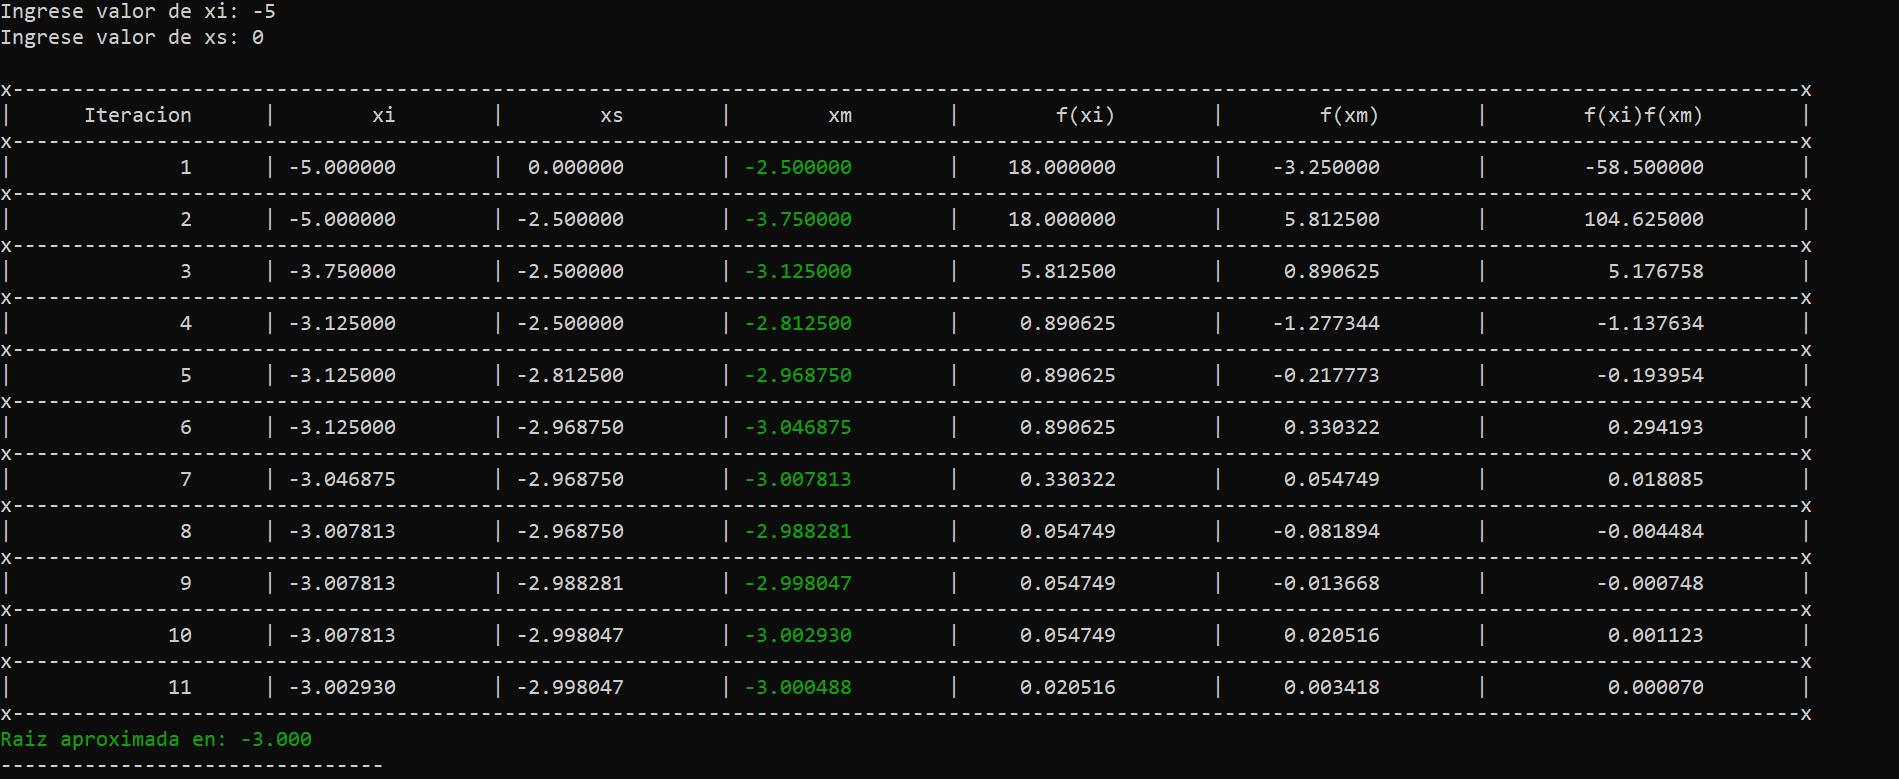 Ingrese valor de xi: -5
Ingrese valor de xs: 0
x-----------------------------------------------------------------------------------------------------------------------------------------------------x
| Iteracion | xi | xs | xm | f(xi) | f(xm) | f(xi)f(xm) |
x-----------------------------------------------------------------------------------------------------------------------------------------------------x
| 1 | -5.000000 | 0.000000 | -2.500000 | 18.000000 | -3.250000 | -58.500000 |
x-----------------------------------------------------------------------------------------------------------------------------------------------------x
| 2 | -5.000000 | -2.500000 | -3.750000 | 18.000000 | 5.812500 | 104.625000 |
x-----------------------------------------------------------------------------------------------------------------------------------------------------x
| 3 | -3.750000 | -2.500000 | -3.125000 | 5.812500 | 0.890625 | 5.176758 |
x-----------------------------------------------------------------------------------------------------------------------------------------------------x
| 4 | -3.125000 | -2.500000 | -2.812500 | 0.890625 | -1.277344 | -1.137634 |
x-----------------------------------------------------------------------------------------------------------------------------------------------------x
| 5 | -3.125000 | -2.812500 | -2.968750 | 0.890625 | -0.217773 | -0.193954 |
x-----------------------------------------------------------------------------------------------------------------------------------------------------x
| 6 | -3.125000 | -2.968750 | -3.046875 | 0.890625 | 0.330322 | 0.294193 |
x-----------------------------------------------------------------------------------------------------------------------------------------------------x
| 7 | -3.046875 | -2.968750 | -3.007813 | 0.330322 | 0.054749 | 0.018085 |
x-----------------------------------------------------------------------------------------------------------------------------------------------------x
| 8 | -3.007813 | -2.968750 | -2.988281 | 0.054749 | -0.081894 | -0.004484 |
x-----------------------------------------------------------------------------------------------------------------------------------------------------x
| 9 | -3.007813 | -2.988281 | -2.998047 | 0.054749 | -0.013668 | -0.000748 |
x-----------------------------------------------------------------------------------------------------------------------------------------------------x
| 10 | -3.007813 | -2.998047 | -3.002930 | 0.054749 | 0.020516 | 0.001123 |
x-----------------------------------------------------------------------------------------------------------------------------------------------------x
| 11 | -3.002930 | -2.998047 | -3.000488 | 0.020516 | 0.003418 | 0.000070 |
x-----------------------------------------------------------------------------------------------------------------------------------------------------x
Raiz aproximada en: -3.000
--------------------------------